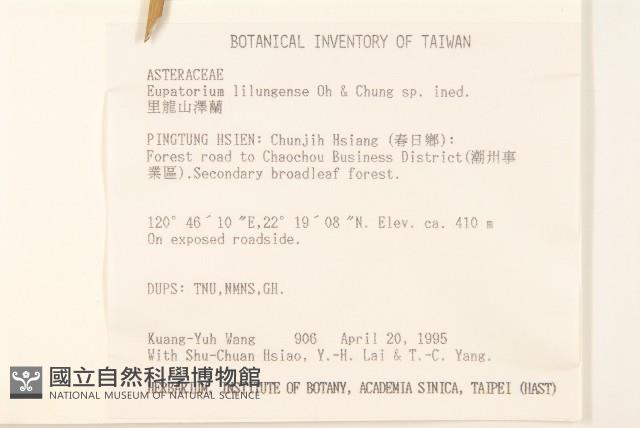 BOTANICAL INVENTORY OF TAIWAN
ASTERACEAE
Eupatorium lilungense Oh & Chung sp. ined.
里龍山澤蘭
PINGTUNG HSIEN: Chunjih Hsiang (春日鄉):
Forest road to Chaochou Business District(潮州事
業區).Secondary broadleaf forest.
120° 46´10 ″E,22° 19´08 ″N. Elev. ca. 410 m
On exposed roadside.
DUPS: TNU,NMNS,GH.
Kuang-Yuh Wang 906 April 20, 1995
With Shu-Chuan Hsiao, Y.-H. Lai & T.-C. Yang.
HERBARIUM, INSTITUTE OF BOTANY, ACADEMIA SINICA, TAIPEI (HAST)
國立自然科學博物館
NATIONAL MUSEUM OF NATURAL SCIENCE